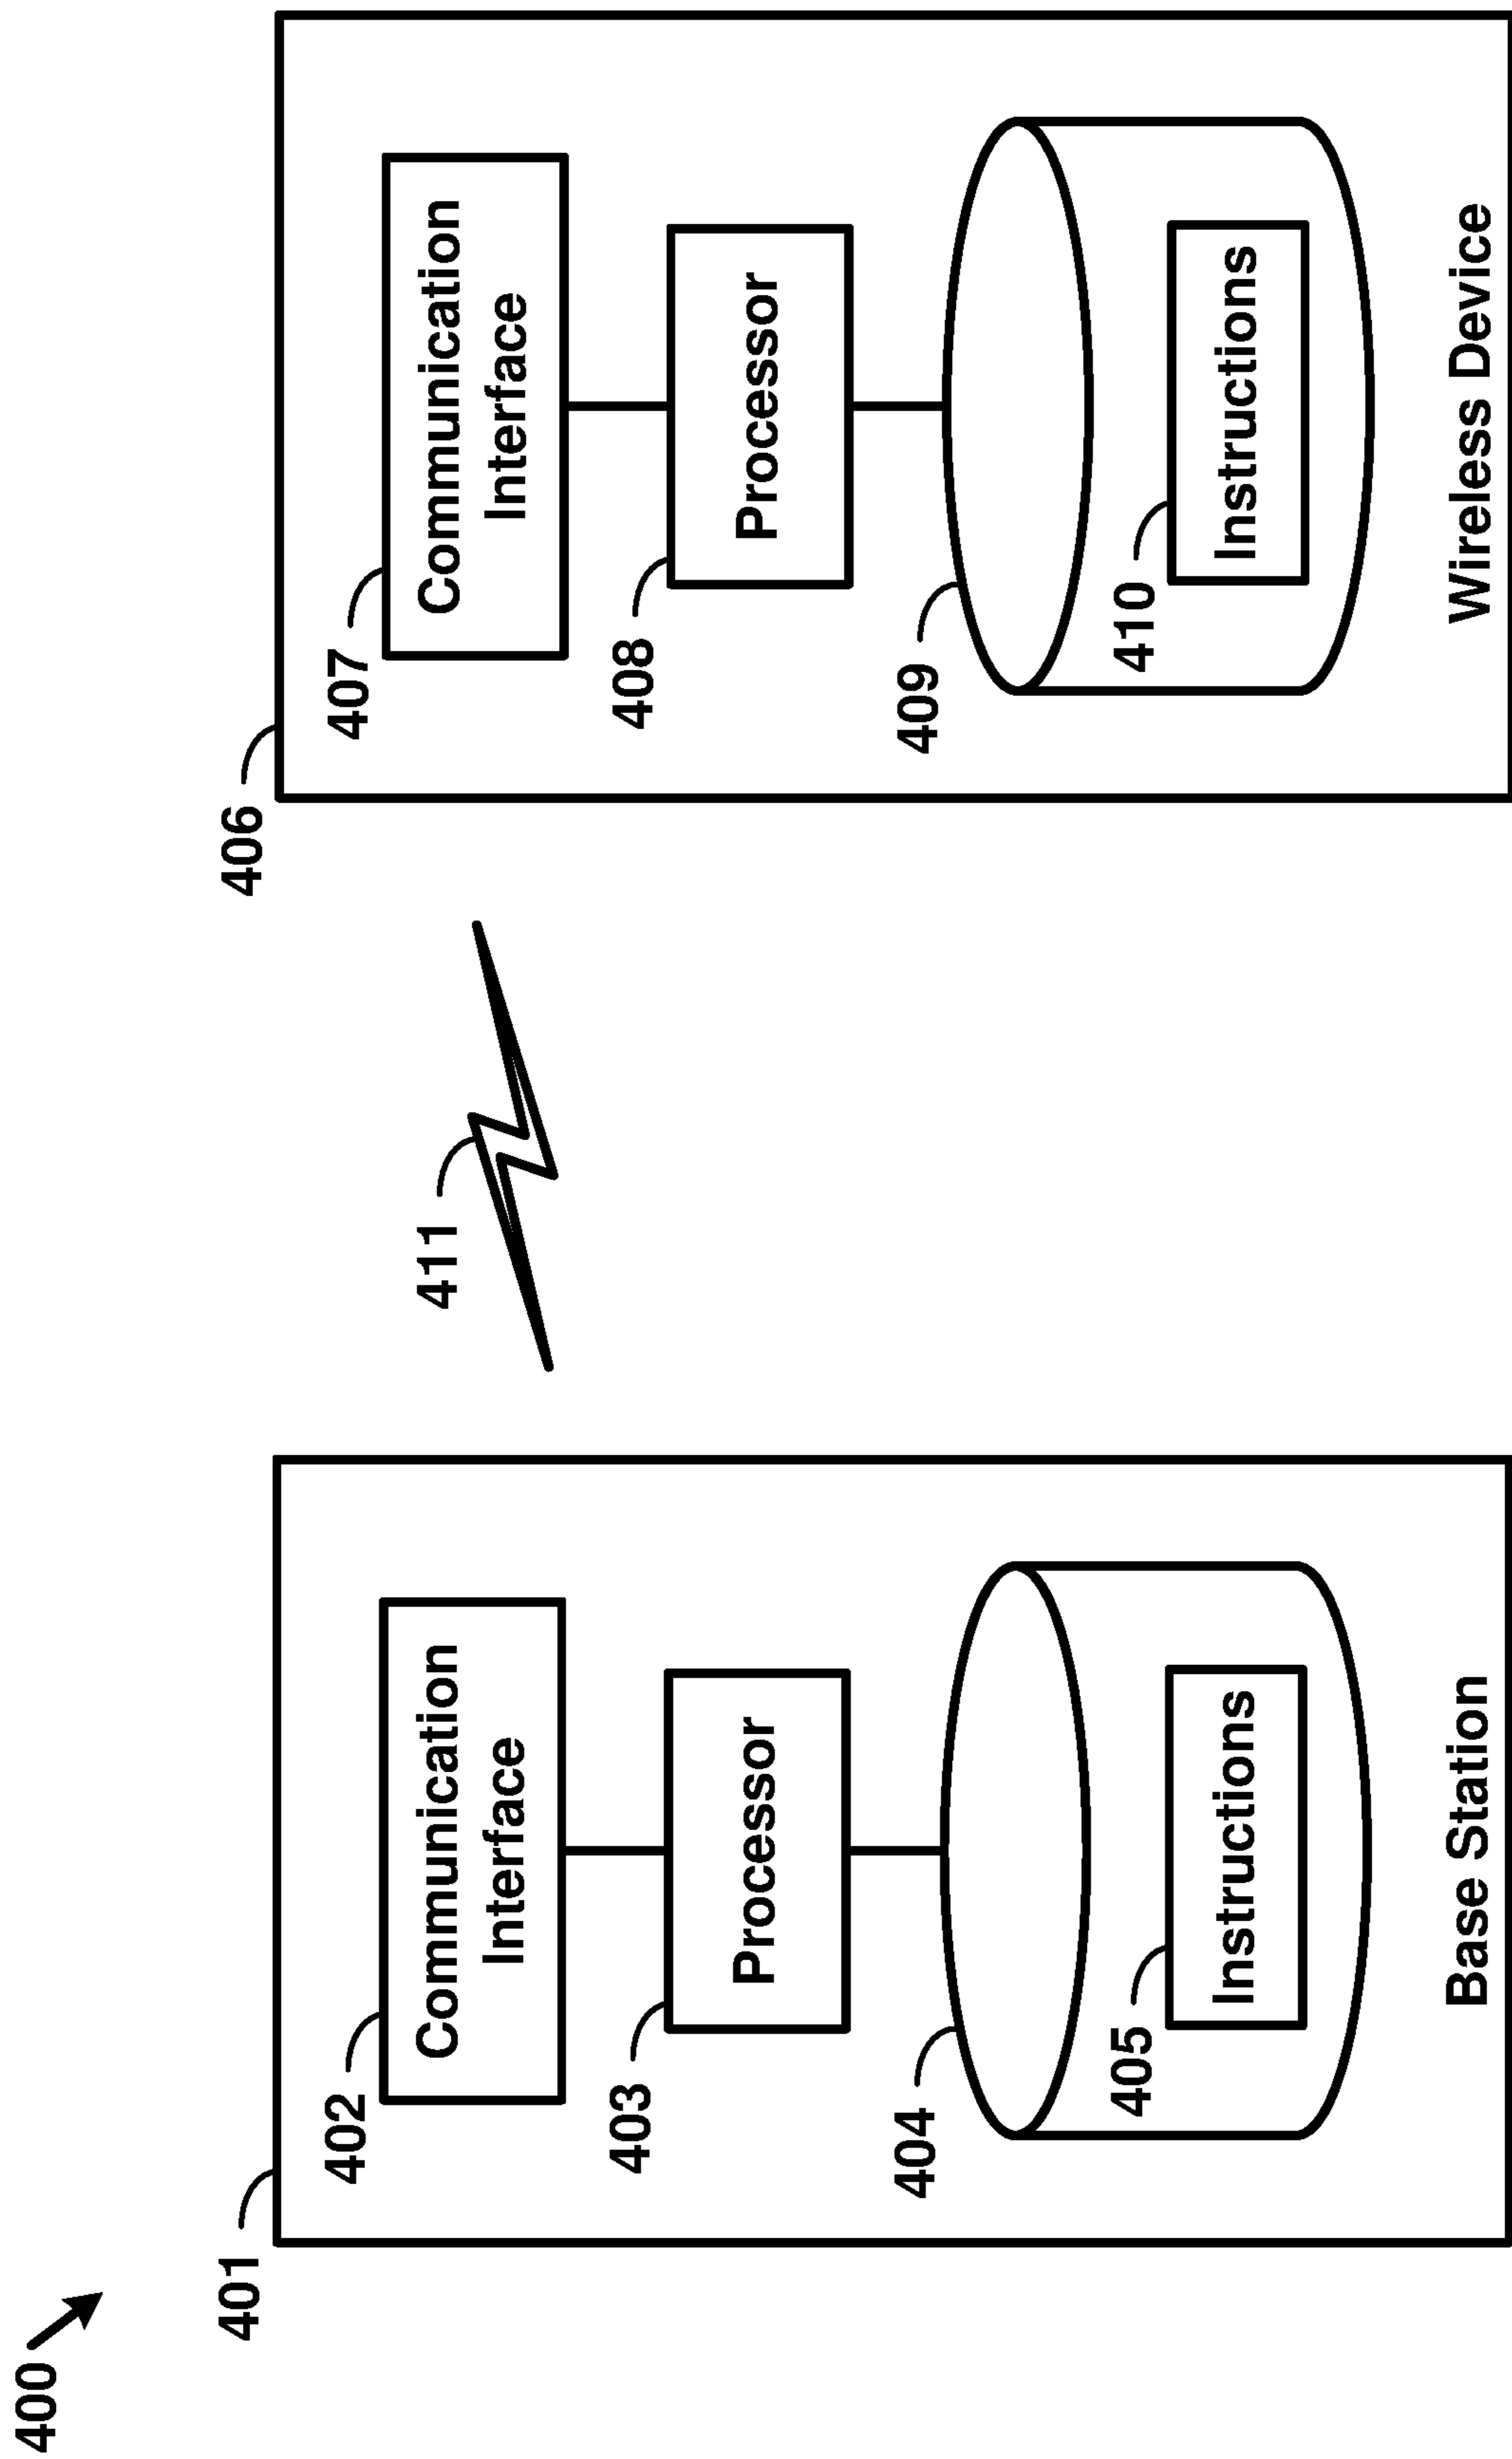 400
401
402
Communication
Interface
403
Processor
404
405
Instructions
Base Station
411
406
407
Communication
Interface
408
Processor
409
410
Instructions
Wireless Device